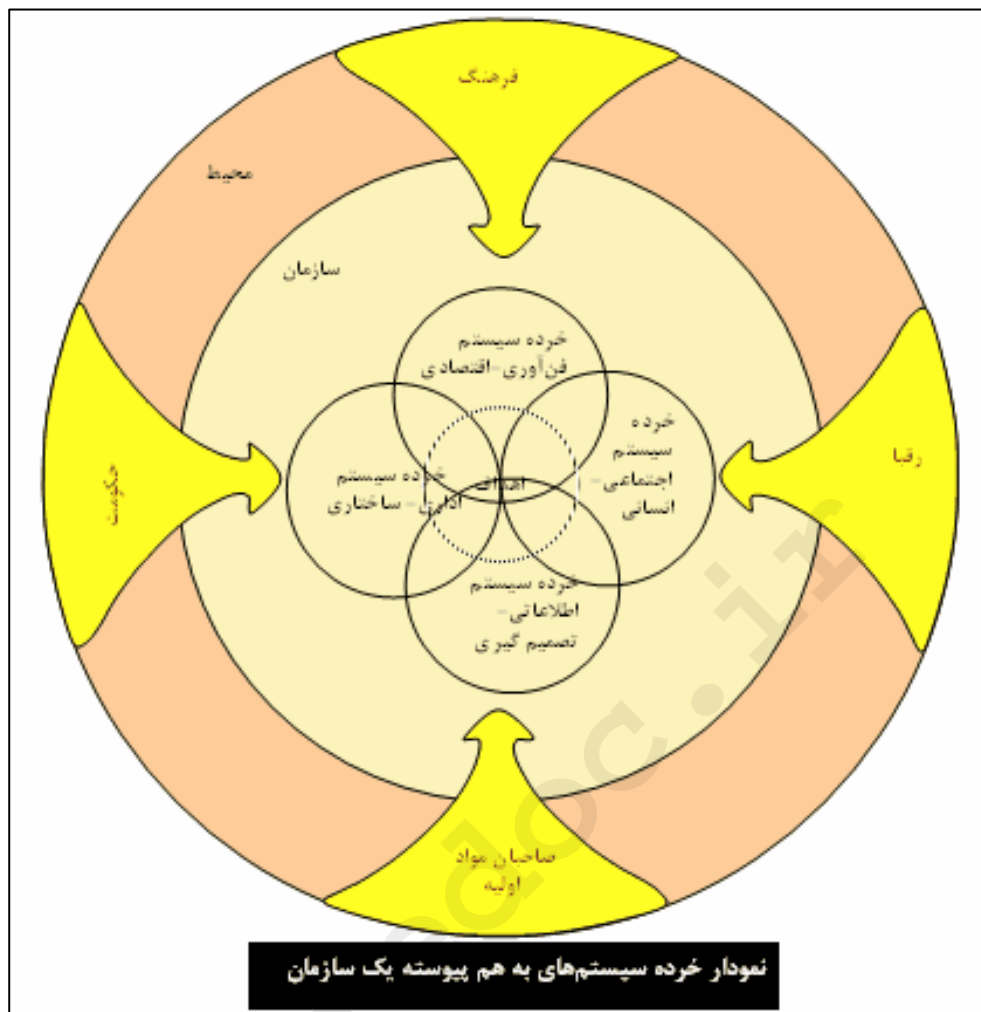 فرهنگ
محیط
سازمان
خرده سیستم
فن‌آوری-اقتصادی
خرده
سیستم
اجتماعی-
انسانی
رقبا
حکومت
خرده سیستم
اداری-ساختاری
اهداف
خرده سیستم
اطلاعاتی-
تصمیم گیری
صاحبان مواد
اولیه
نمودار خرده سیستم‌های به هم پیوسته یک سازمان